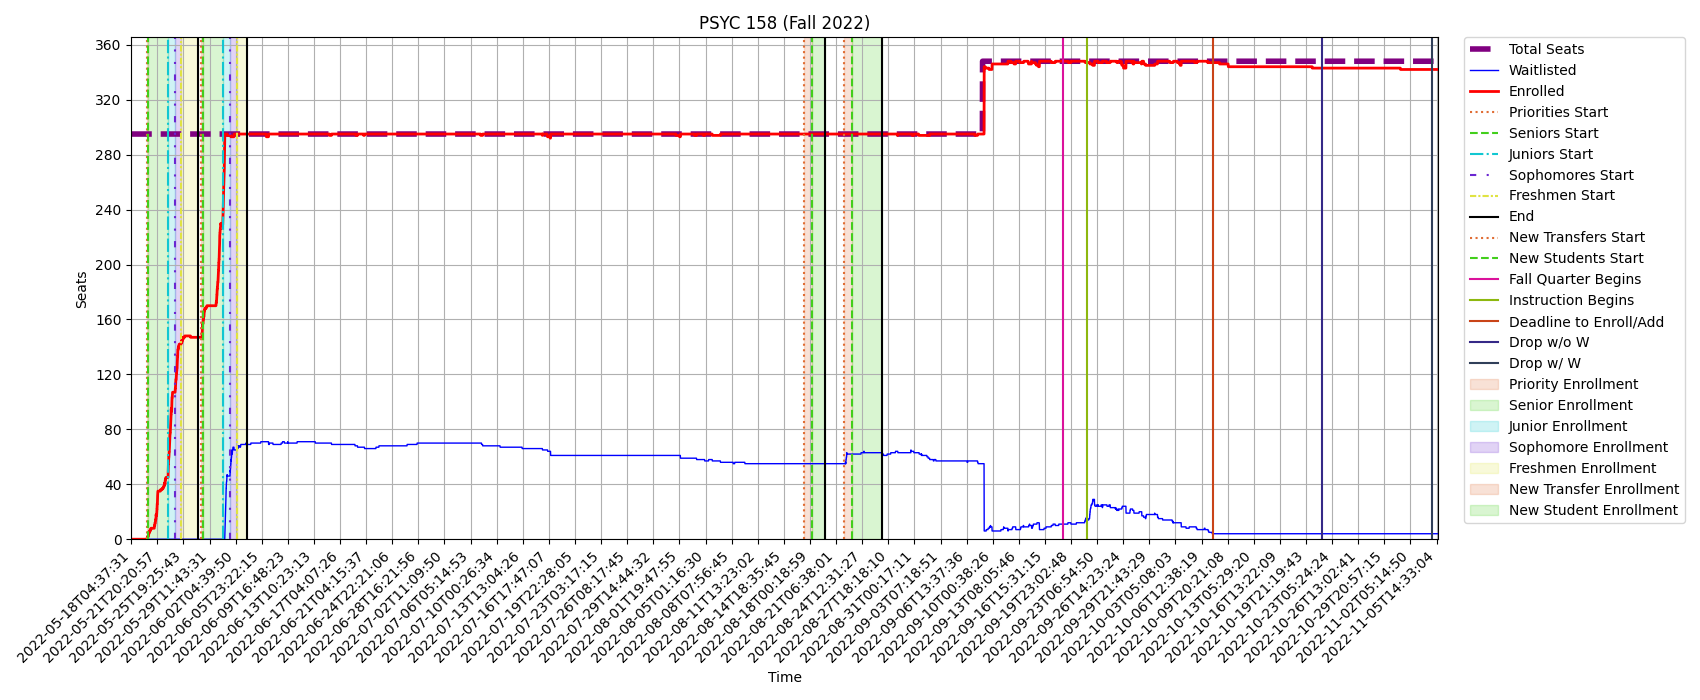 PSYC 158 (Fall 2022)
Seats
360
320
280
240
200
160
120
80
40
0
2022-05-18T04:37:31
2022-05-21T20:20:57
2022-05-25T19:25:43
2022-05-29T11:43:31
2022-06-02T04:39:50
2022-06-05T23:22:15
2022-06-09T16:48:23
2022-06-13T10:23:13
2022-06-17T04:07:26
2022-06-21T04:15:37
2022-06-24T22:21:06
2022-06-28T16:21:56
2022-07-02T11:09:50
2022-07-06T05:14:53
2022-07-10T00:26:34
2022-07-13T13:04:26
2022-07-16T17:47:07
2022-07-19T22:28:05
2022-07-23T03:17:15
2022-07-26T08:17:45
2022-07-29T14:44:32
2022-08-01T19:47:55
2022-08-05T01:16:30
2022-08-08T07:56:45
2022-08-11T13:23:02
2022-08-14T18:35:45
2022-08-18T00:18:59
2022-08-21T06:38:01
2022-08-24T12:31:27
2022-08-27T18:18:10
2022-08-31T00:17:11
2022-09-03T07:18:51
2022-09-06T13:37:36
2022-09-10T00:38:26
2022-09-13T08:05:46
2022-09-16T15:31:15
2022-09-19T23:02:48
2022-09-23T06:54:50
2022-09-26T14:23:24
2022-09-29T21:43:29
2022-10-03T05:08:03
2022-10-06T12:38:19
2022-10-09T20:21:08
2022-10-13T05:29:20
2022-10-16T13:22:09
2022-10-19T21:19:43
2022-10-23T05:24:24
2022-10-26T13:02:41
2022-10-29T20:57:15
2022-11-02T05:14:50
2022-11-05T14:33:04
Time
Total Seats
Waitlisted
Enrolled
Priorities Start
Seniors Start
Juniors Start
Sophomores Start
Freshmen Start
End
New Transfers Start
New Students Start
Fall Quarter Begins
Instruction Begins
Deadline to Enroll/Add
Drop w/o W
Drop w/ W
Priority Enrollment
Senior Enrollment
Junior Enrollment
Sophomore Enrollment
Freshmen Enrollment
New Transfer Enrollment
New Student Enrollment